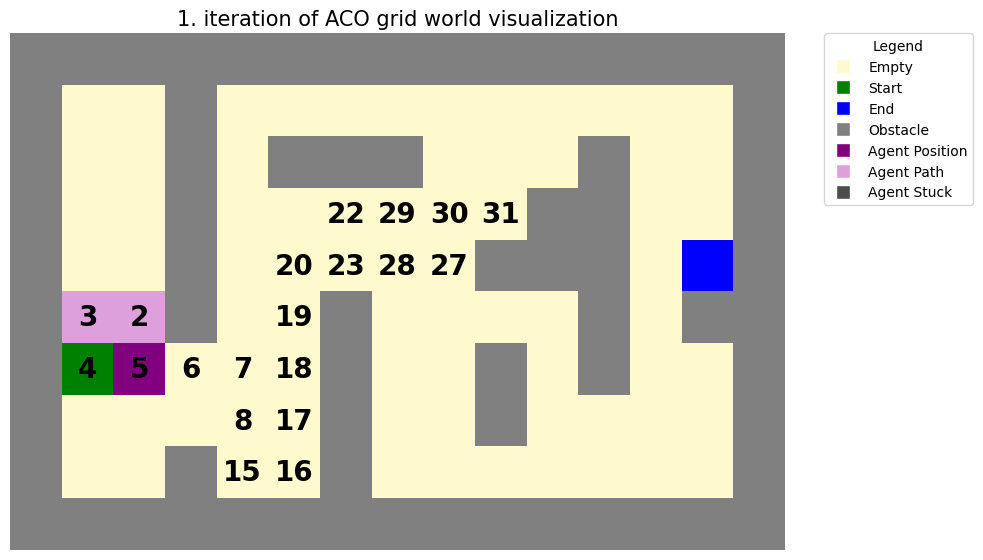 1. iteration of ACO grid world visualization
Legend
Empty
Start
End
Obstacle
Agent Position
Agent Path
Agent Stuck
22 29 30 31
20 23 28 27
3 2 19
4 5 6 7 18
8 17
15 16